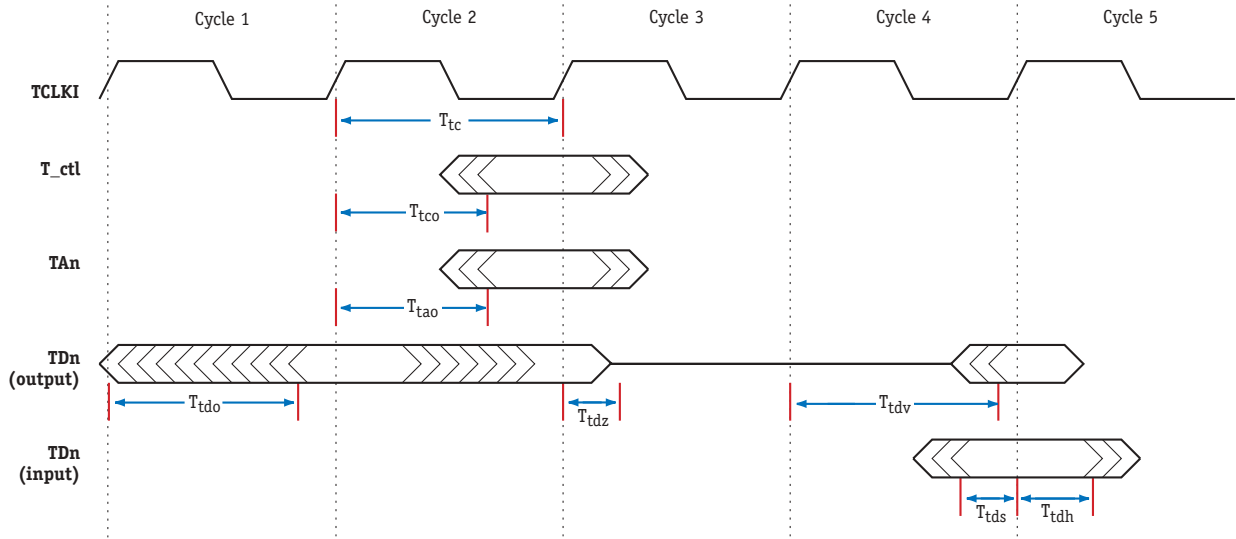 Cycle 1
Cycle 2
Cycle 3
Cycle 4
Cycle 5
TCLKI
Ttc
T_ctl
Ttco
TAn
Ttao
TDn
(output)
Ttdo
Ttdz
Ttdv
TDn
(input)
Ttds
Ttdh